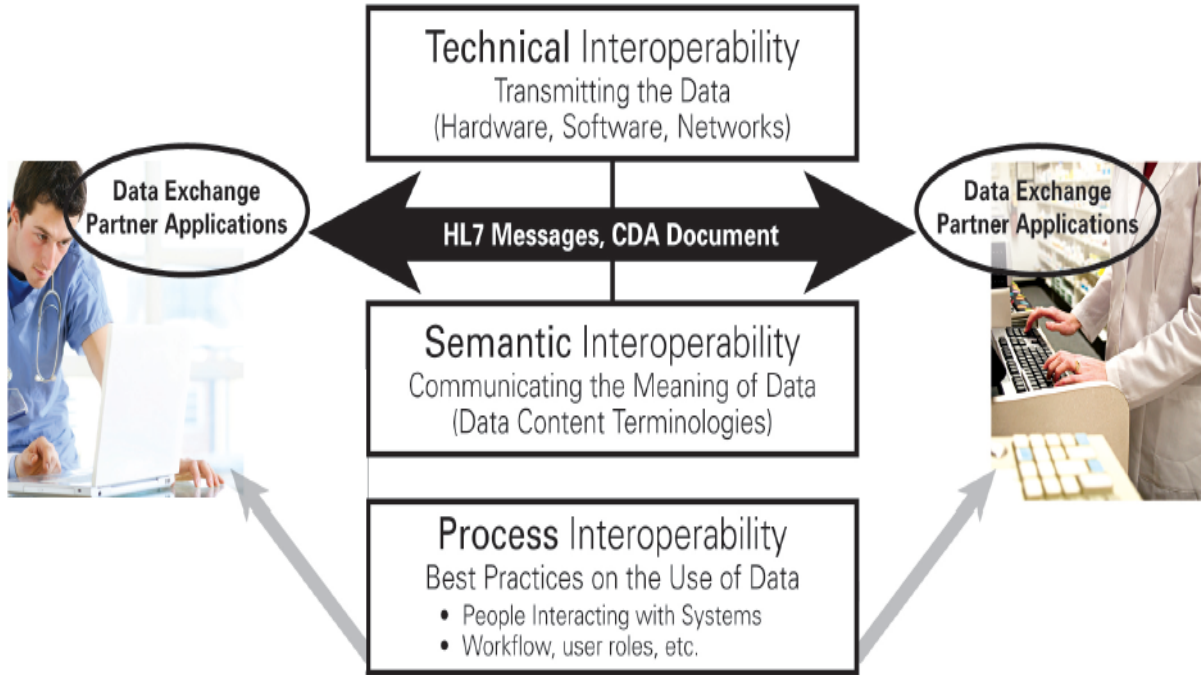 Technical Interoperability
Transmitting the Data
(Hardware, Software, Networks)
Data Exchange
Partner Applications
HL7 Messages, CDA Document
Data Exchange
Partner Applications
Semantic Interoperability
Communicating the Meaning of Data
(Data Content Terminologies)
Process Interoperability
Best Practices on the Use of Data
• People Interacting with Systems
• Workflow, user roles, etc.